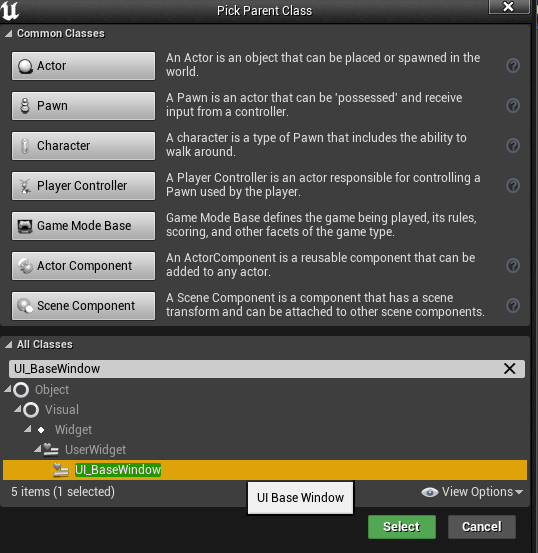 Pick Parent Class
Common Classes
Actor
An Actor is an object that can be placed or spawned in the
world.
Pawn
A Pawn is an actor that can be 'possessed' and receive
input from a controller.
Character
A character is a type of Pawn that includes the ability to
walk around.
Player Controller
A Player Controller is an actor responsible for controlling a
Pawn used by the player.
Game Mode Base
Game Mode Base defines the game being played, its rules,
scoring, and other facets of the game type.
Actor Component
An ActorComponent is a reusable component that can be
added to any actor.
Scene Component
A Scene Component is a component that has a scene
transform and can be attached to other scene components.
All Classes
UI_BaseWindow
Object
Visual
Widget
UserWidget
UI_BaseWindow
5 items (1 selected)
View Options
UI Base Window
Select
Cancel